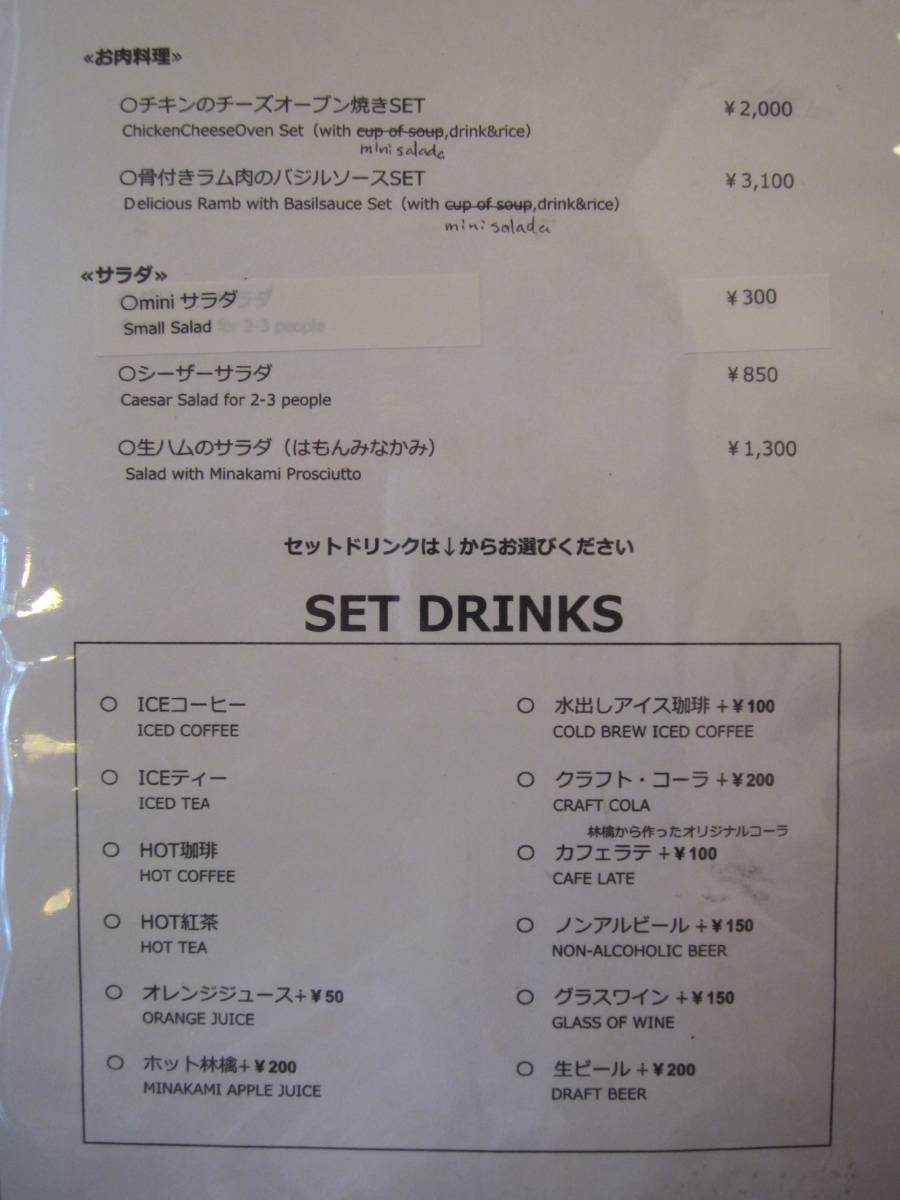 ≪お肉料理≫
〇チキンのチーズオーブン焼きSET ¥2,000
ChickenCheeseOven Set（with cup of soup,drink&rice）
mini salada
〇骨付きラム肉のバジルソースSET ¥3,100
Delicious Ramb with Basilsauce Set（with cup of soup,drink&rice）
mini salada
≪サラダ≫
〇mini サラダ ¥300
Small Salad for 2-3 people
〇シーザーサラダ ¥850
Caesar Salad for 2-3 people
〇生ハムのサラダ（はもんみなかみ） ¥1,300
Salad with Minakami Prosciutto
セットドリンクは↓からお選びください
SET DRINKS
〇 ICEコーヒー
ICED COFFEE
〇 ICEティー
ICED TEA
〇 HOT珈琲
HOT COFFEE
〇 HOT紅茶
HOT TEA
〇 オレンジジュース+¥50
ORANGE JUICE
〇 ホット林檎+¥200
MINAKAMI APPLE JUICE
〇 水出しアイス珈琲 +¥100
COLD BREW ICED COFFEE
〇 クラフト・コーラ +¥200
CRAFT COLA
林檎から作ったオリジナルコーラ
〇 カフェラテ +¥100
CAFE LATE
〇 ノンアルビール +¥150
NON-ALCOHOLIC BEER
〇 グラスワイン +¥150
GLASS OF WINE
〇 生ビール +¥200
DRAFT BEER